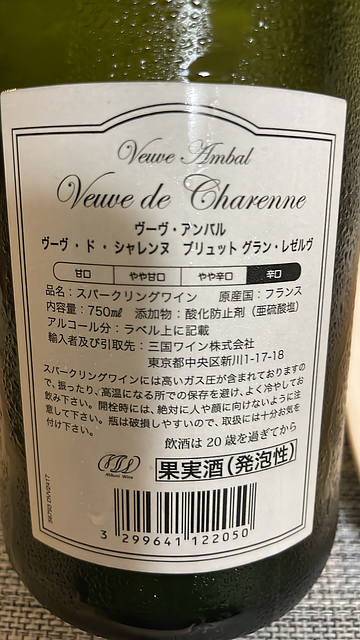 Veuve Ambal
Veuve de Charenne
ヴーヴ・アンバル
ヴーヴ・ド・シャレンヌ ブリュット グラン・レゼルヴ
甘口 やや甘口 やや辛口 辛口
品名：スパークリングワイン 原産国：フランス
内容量：750㎖ 添加物：酸化防止剤（亜硫酸塩）
アルコール分：ラベル上に記載
輸入者及び引取先：三国ワイン株式会社
東京都中央区新川1-17-18
スパークリングワインには高いガス圧が含まれておりますの
で、振ったり、高温になる所での保存を避け、よく冷やしてお
飲み下さい。開栓時には、絶対に人や顔に向けないように注
意して下さい。瓶は破損しやすいので、取扱には十分お気を
付け下さい。
飲酒は20歳を過ぎてから
果実酒（発泡性）
Mikuni Wine
3 299641 122050